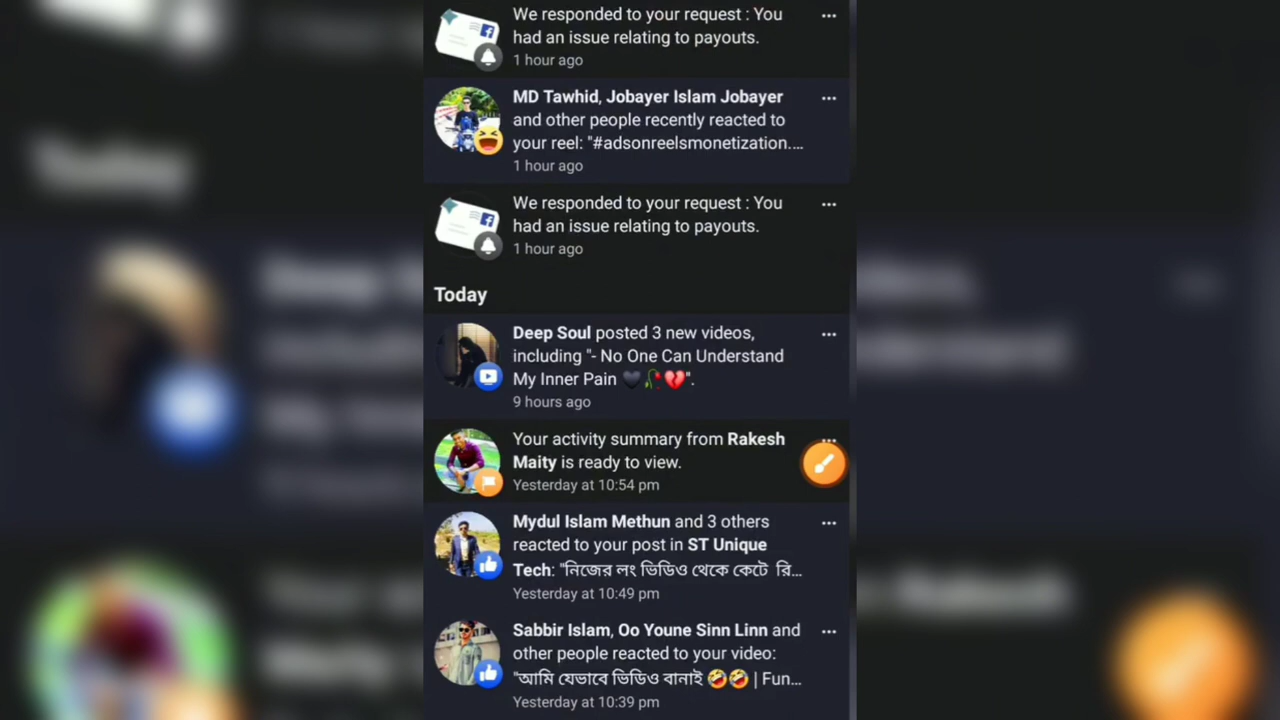 We responded to your request : You
had an issue relating to payouts.
1 hour ago
MD Tawhid, Jobayer Islam Jobayer
and other people recently reacted to
your reel: "#adsonreelsmonetization....
1 hour ago
We responded to your request : You
had an issue relating to payouts.
1 hour ago
Today
Deep Soul posted 3 new videos,
including "- No One Can Understand
My Inner Pain 🖤🥀💔".
9 hours ago
Your activity summary from Rakesh
Maity is ready to view.
Yesterday at 10:54 pm
Mydul Islam Methun and 3 others
reacted to your post in ST Unique
Tech: "নিজের লং ভিডিও থেকে কেটে রি...
Yesterday at 10:49 pm
Sabbir Islam, Oo Youne Sinn Linn and
other people reacted to your video:
"আমি যেভাবে ভিডিও বানাই 🤣🤣 | Fun...
Yesterday at 10:39 pm